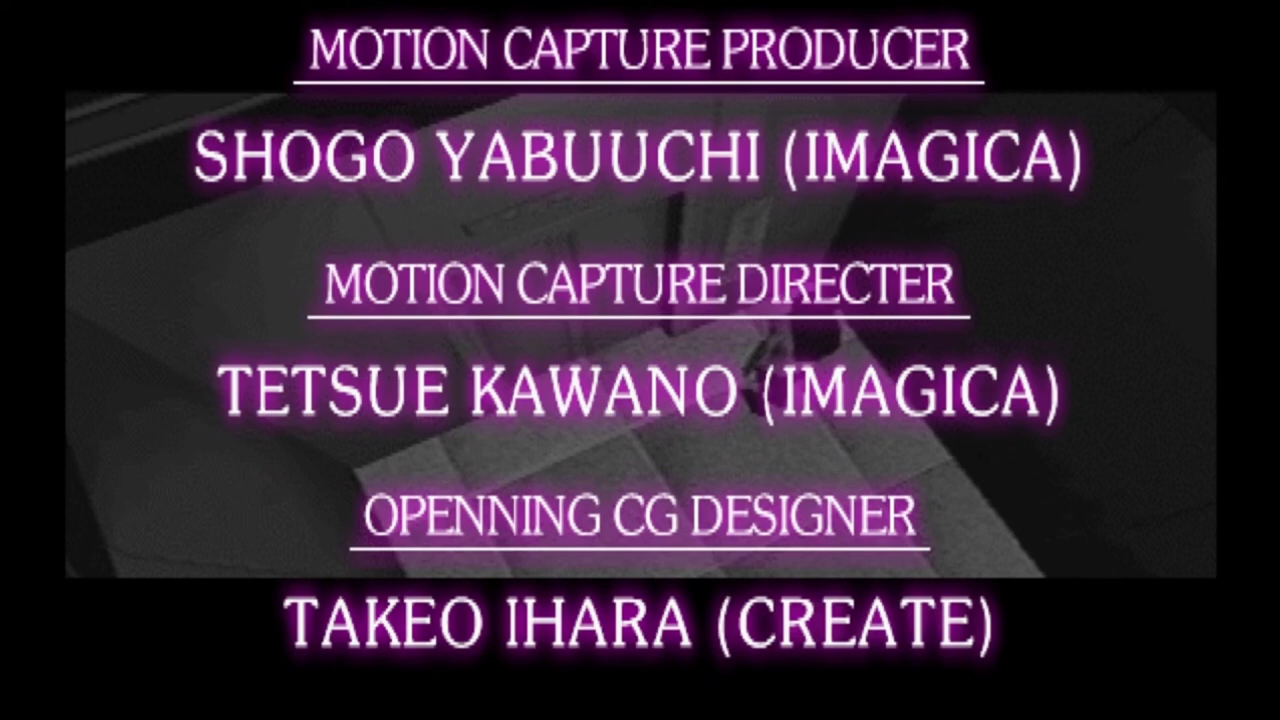 MOTION CAPTURE PRODUCER
SHOGO YABUUCHI (IMAGICA)
MOTION CAPTURE DIRECTER
TETSUE KAWANO (IMAGICA)
OPENNING CG DESIGNER
TAKEO IHARA (CREATE)